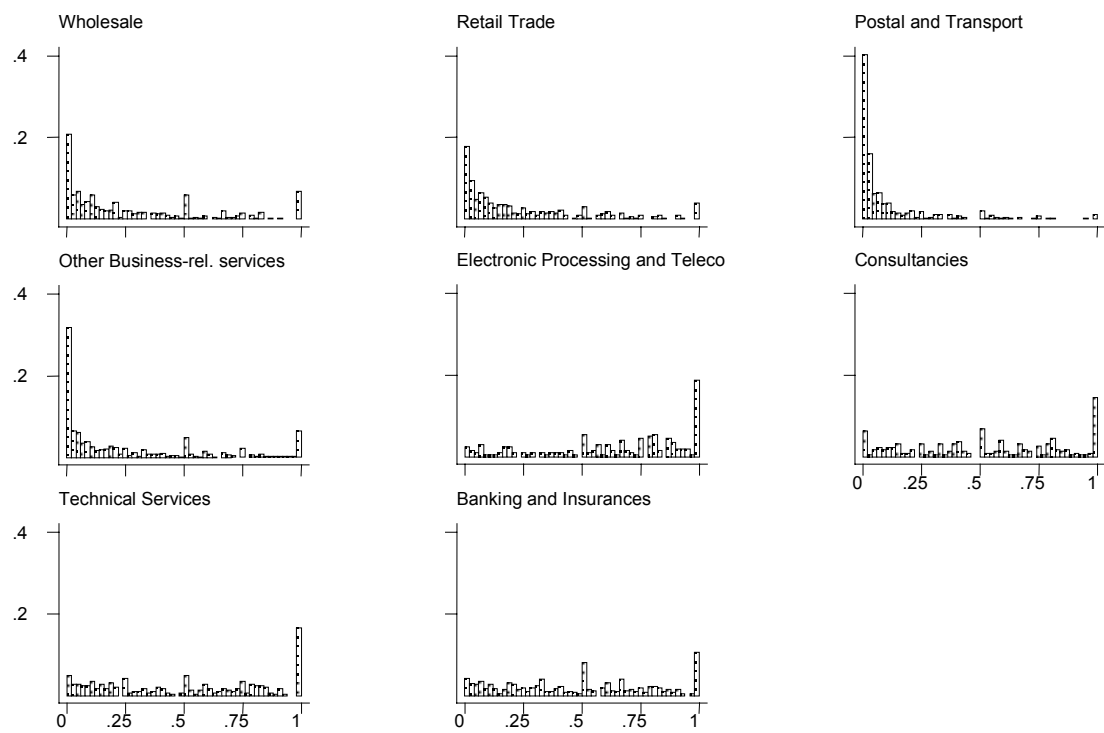 Wholesale
Retail Trade
Postal and Transport
.4
.2
Other Business-rel. services
Electronic Processing and Teleco
Consultancies
.4
.2
0 .25 .5 .75 1
Technical Services
Banking and Insurances
.4
.2
0 .25 .5 .75 1
0 .25 .5 .75 1